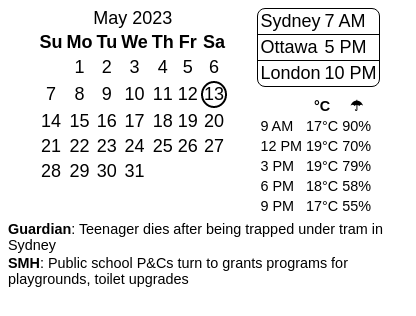 May 2023
Su Mo Tu We Th Fr Sa
1 2 3 4 5 6
7 8 9 10 11 12 13
14 15 16 17 18 19 20
21 22 23 24 25 26 27
28 29 30 31
Sydney 7 AM
Ottawa 5 PM
London 10 PM
°C ☂
9 AM 17°C 90%
12 PM 19°C 70%
3 PM 19°C 79%
6 PM 18°C 58%
9 PM 17°C 55%
Guardian: Teenager dies after being trapped under tram in
Sydney
SMH: Public school P&Cs turn to grants programs for
playgrounds, toilet upgrades